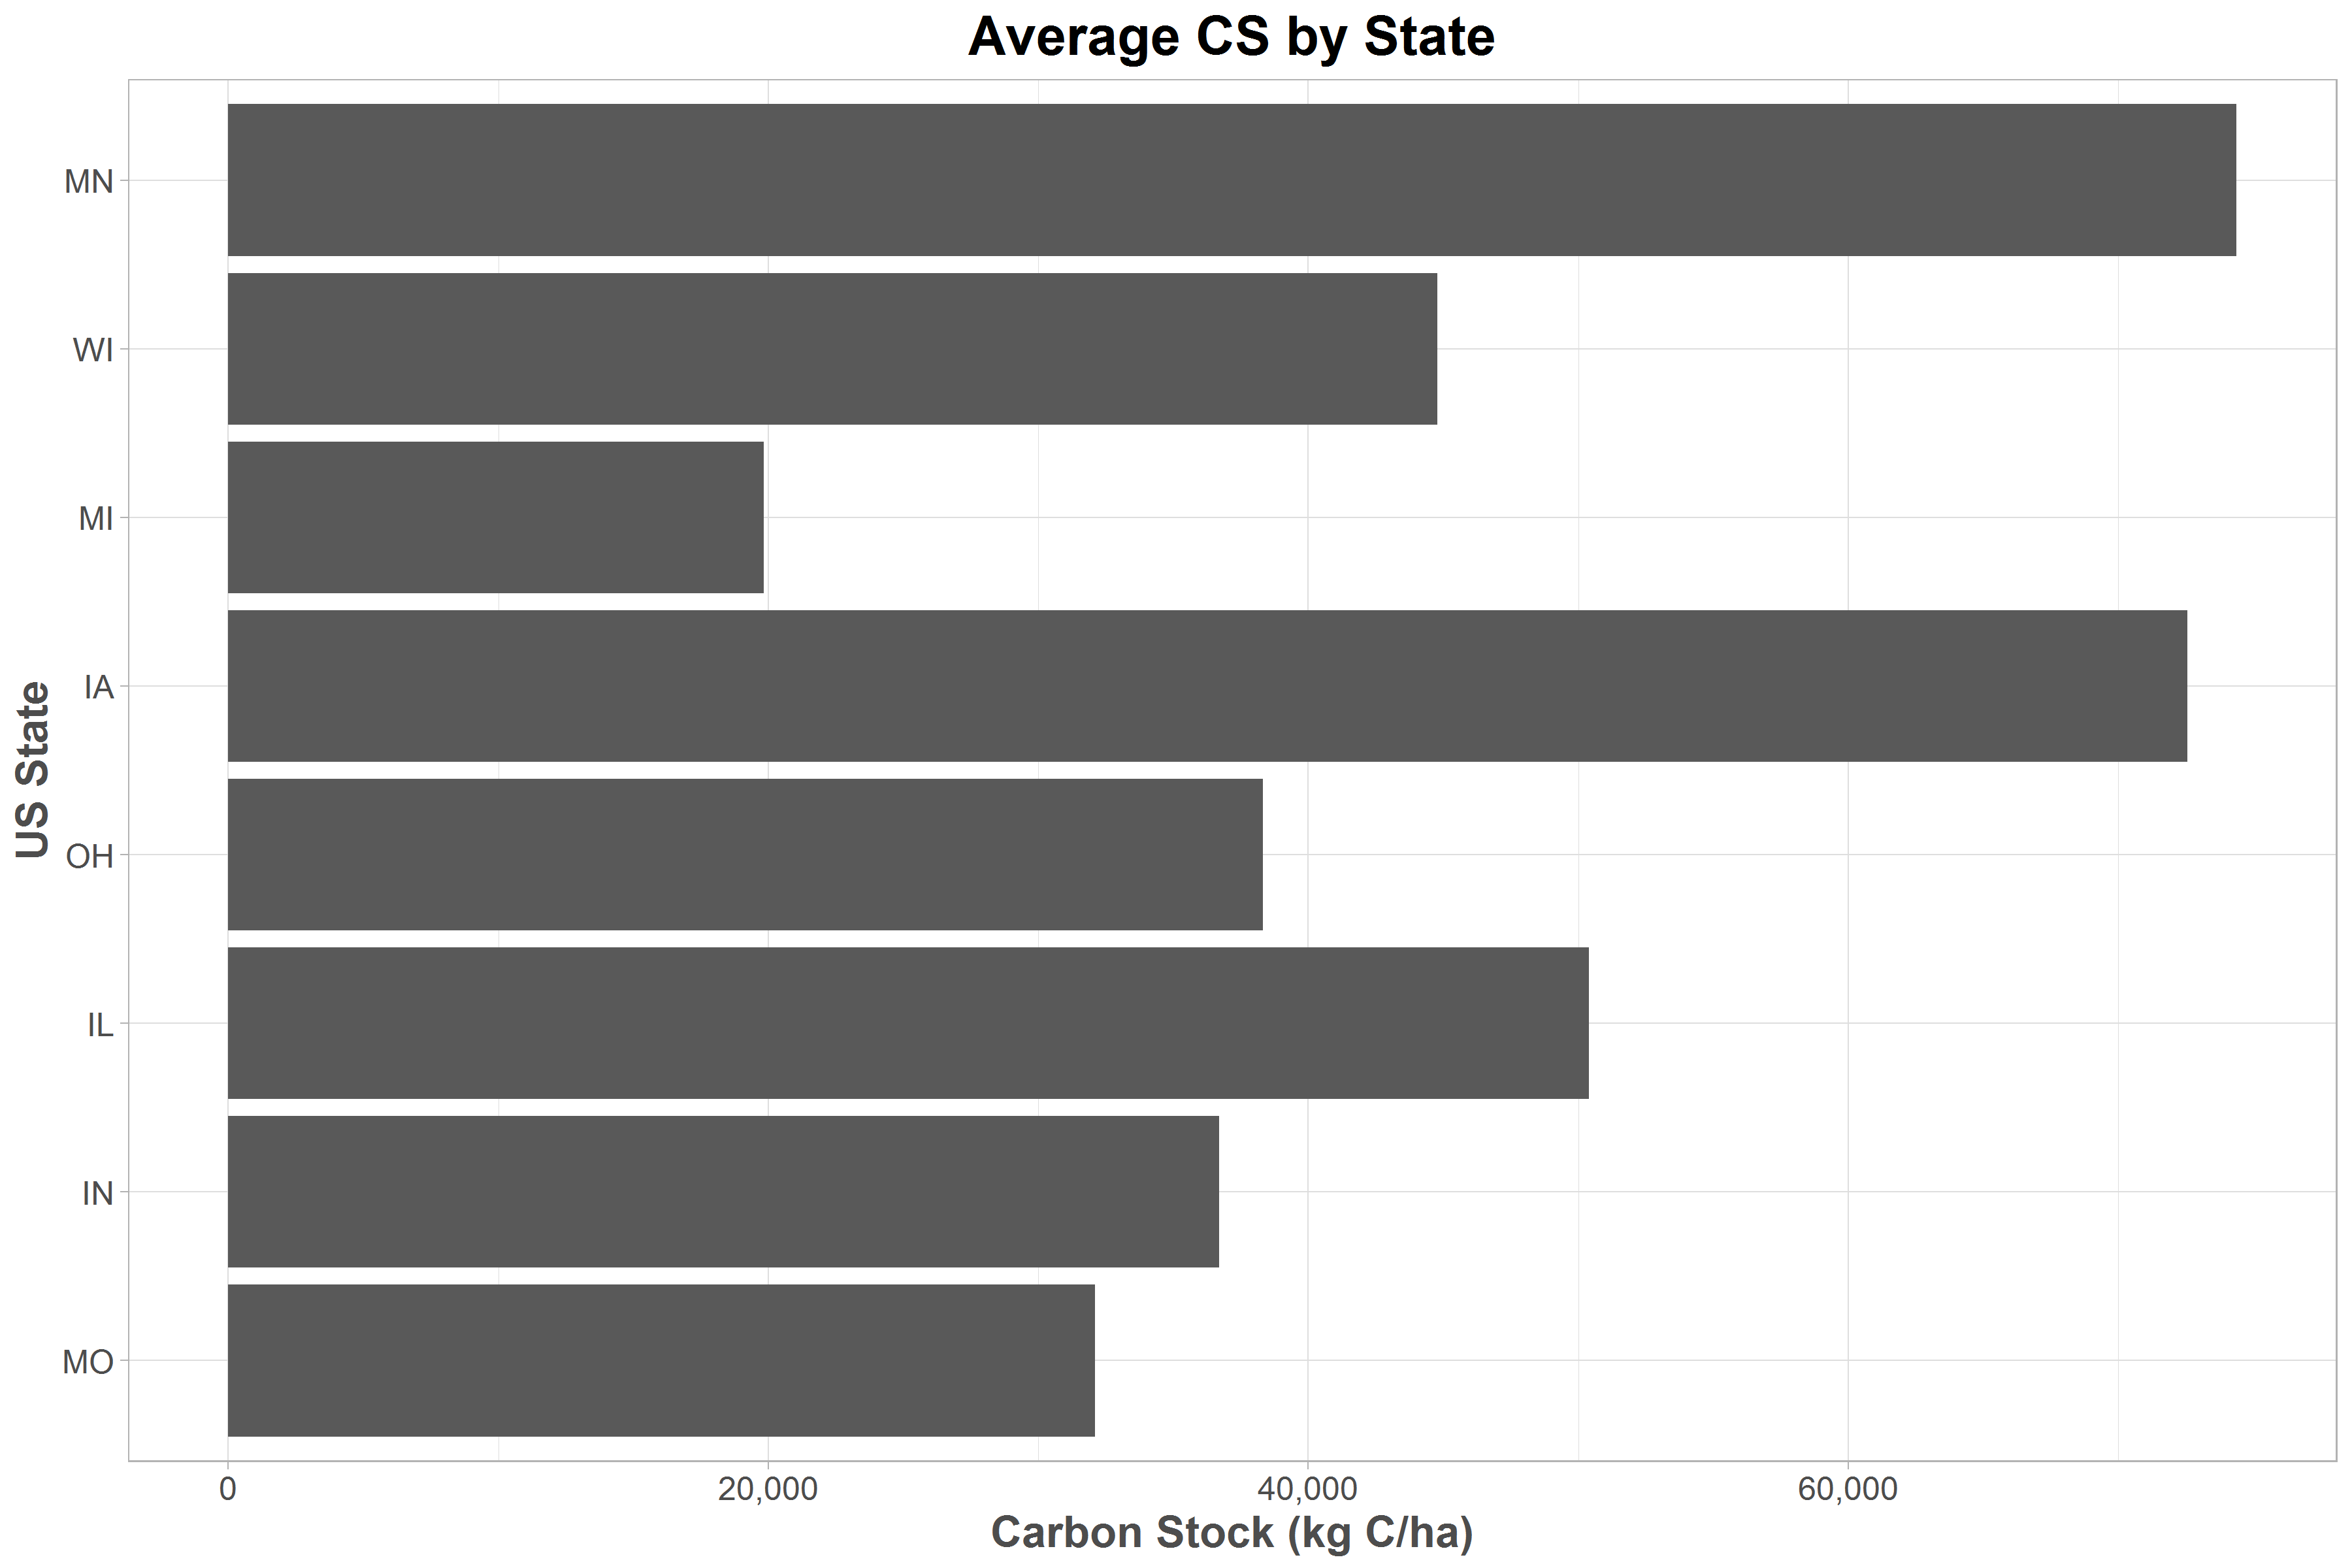 Average CS by State
MN
WI
MI
IA
OH
IL
IN
MO
US State
0
20,000
40,000
60,000
Carbon Stock (kg C/ha)